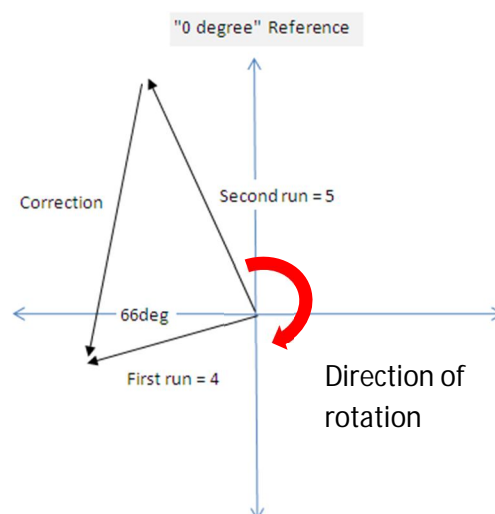 "0 degree" Reference
Correction
Second run = 5
66deg
First run = 4
Direction of
rotation